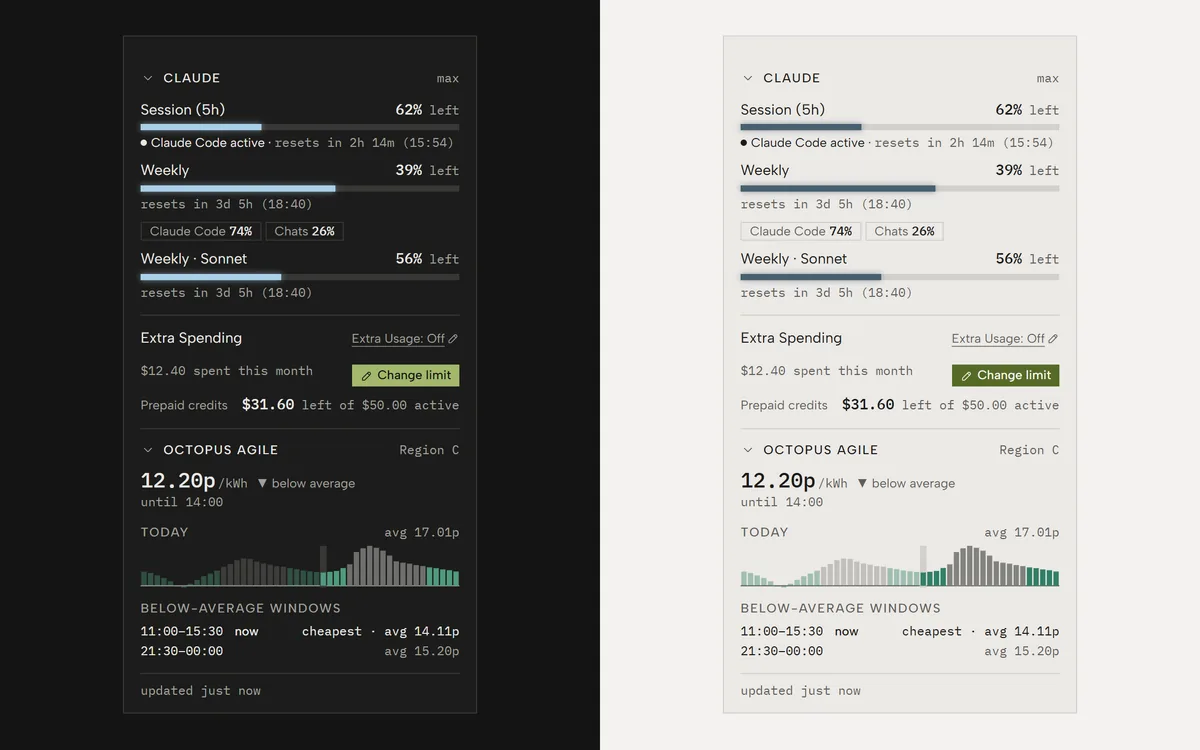 CLAUDE max
Session (5h) 62% left
Claude Code active · resets in 2h 14m (15:54)
Weekly 39% left
resets in 3d 5h (18:40)
Claude Code 74% Chats 26%
Weekly · Sonnet 56% left
resets in 3d 5h (18:40)
Extra Spending Extra Usage: Off
$12.40 spent this month Change limit
Prepaid credits $31.60 left of $50.00 active
OCTOPUS AGILE Region C
12.20p /kWh ▼ below average
until 14:00
TODAY avg 17.01p
BELOW-AVERAGE WINDOWS
11:00–15:30 now cheapest · avg 14.11p
21:30–00:00 avg 15.20p
updated just now
CLAUDE max
Session (5h) 62% left
Claude Code active · resets in 2h 14m (15:54)
Weekly 39% left
resets in 3d 5h (18:40)
Claude Code 74% Chats 26%
Weekly · Sonnet 56% left
resets in 3d 5h (18:40)
Extra Spending Extra Usage: Off
$12.40 spent this month Change limit
Prepaid credits $31.60 left of $50.00 active
OCTOPUS AGILE Region C
12.20p /kWh ▼ below average
until 14:00
TODAY avg 17.01p
BELOW-AVERAGE WINDOWS
11:00–15:30 now cheapest · avg 14.11p
21:30–00:00 avg 15.20p
updated just now